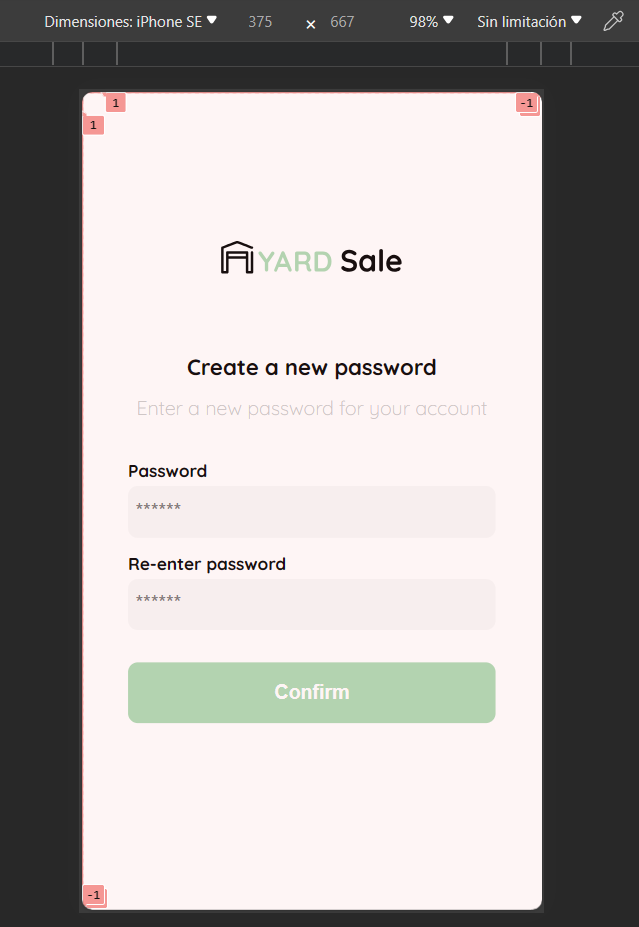 Dimensiones: iPhone SE 375 × 667 98% Sin limitación
1 -1
1
YARD Sale
Create a new password
Enter a new password for your account
Password
******
Re-enter password
******
Confirm
-1